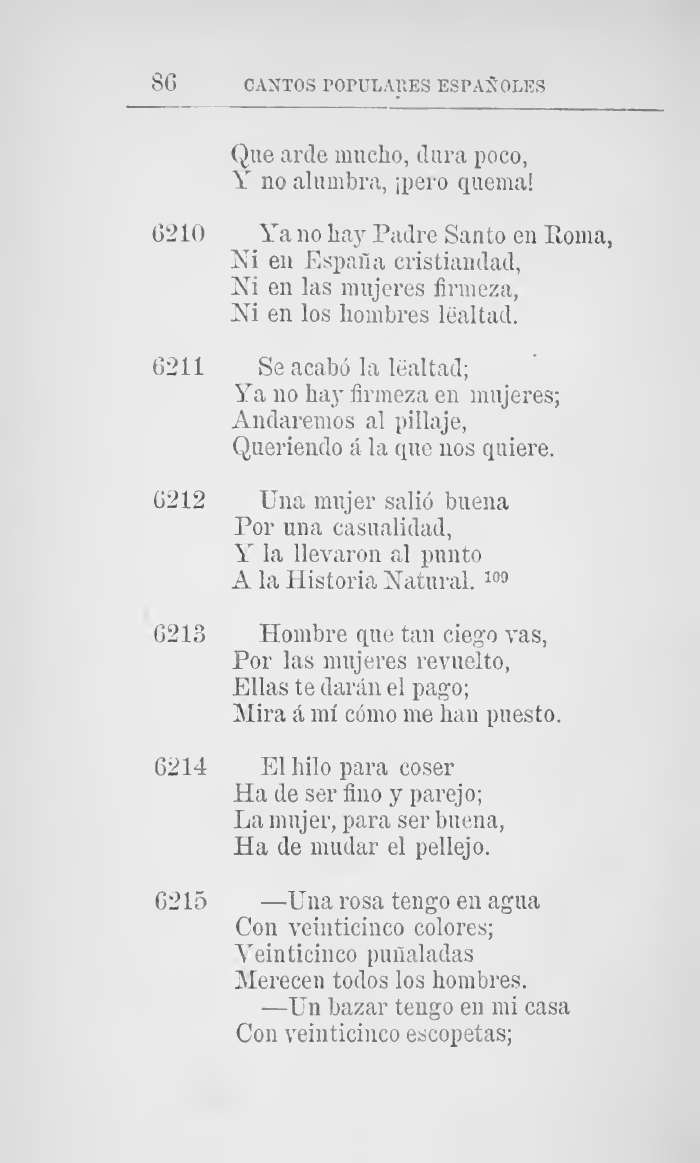 86 CANTOS POPULARES ESPAÑOLES
Que arde mucho, dura poco,
Y no alumbra, ¡pero quema!
6210 Ya no hay Padre Santo en Roma,
Ni en España cristiandad,
Ni en las mujeres firmeza,
Ni en los hombres lëaltad.
6211 Se acabó la lëaltad;
Ya no hay firmeza en mujeres;
Andaremos al pillaje,
Queriendo á la que nos quiere.
6212 Una mujer salió buena
Por una casualidad,
Y la llevaron al punto
A la Historia Natural. 109
6213 Hombre que tan ciego vas,
Por las mujeres revuelto,
Ellas te darán el pago;
Mira á mí cómo me han puesto.
6214 El hilo para coser
Ha de ser fino y parejo;
La mujer, para ser buena,
Ha de mudar el pellejo.
6215 —Una rosa tengo en agua
Con veinticinco colores;
Veinticinco puñaladas
Merecen todos los hombres.
—Un bazar tengo en mi casa
Con veinticinco escopetas;